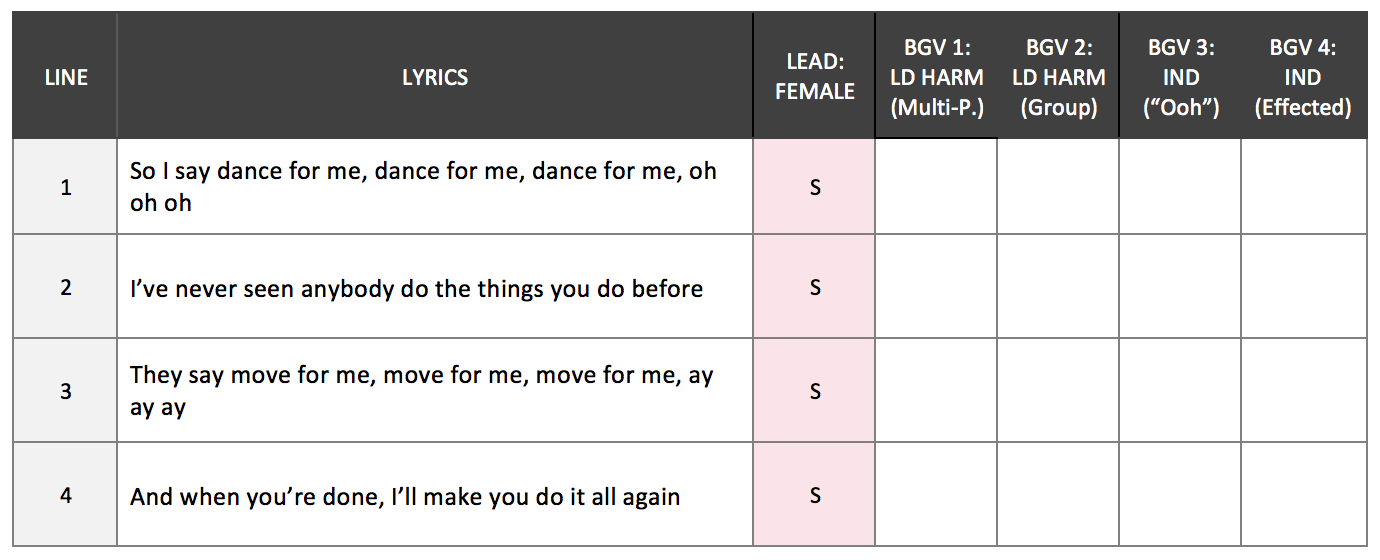 LINE LYRICS LEAD: FEMALE BGV 1: LD HARM (Multi-P.) BGV 2: LD HARM (Group) BGV 3: IND (“Ooh”) BGV 4: IND (Effected)
1 So I say dance for me, dance for me, dance for me, oh S
oh oh
2 I’ve never seen anybody do the things you do before S
3 They say move for me, move for me, move for me, ay S
ay ay
4 And when you’re done, I’ll make you do it all again S